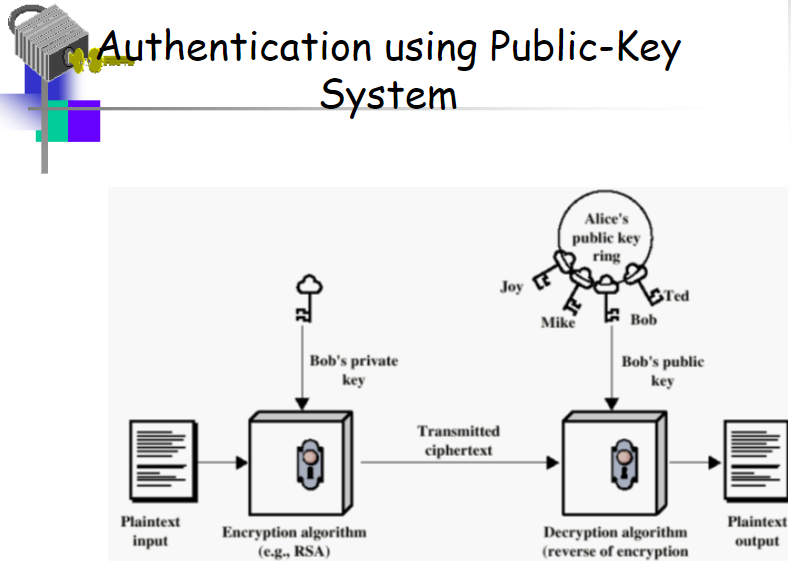 Authentication using Public-Key
System
Alice's
public key
ring
Joy
Mike
Bob
Ted
Bob's private
key
Bob's public
key
Transmitted
ciphertext
Plaintext
input
Encryption algorithm
(e.g., RSA)
Decryption algorithm
(reverse of encryption
Plaintext
output